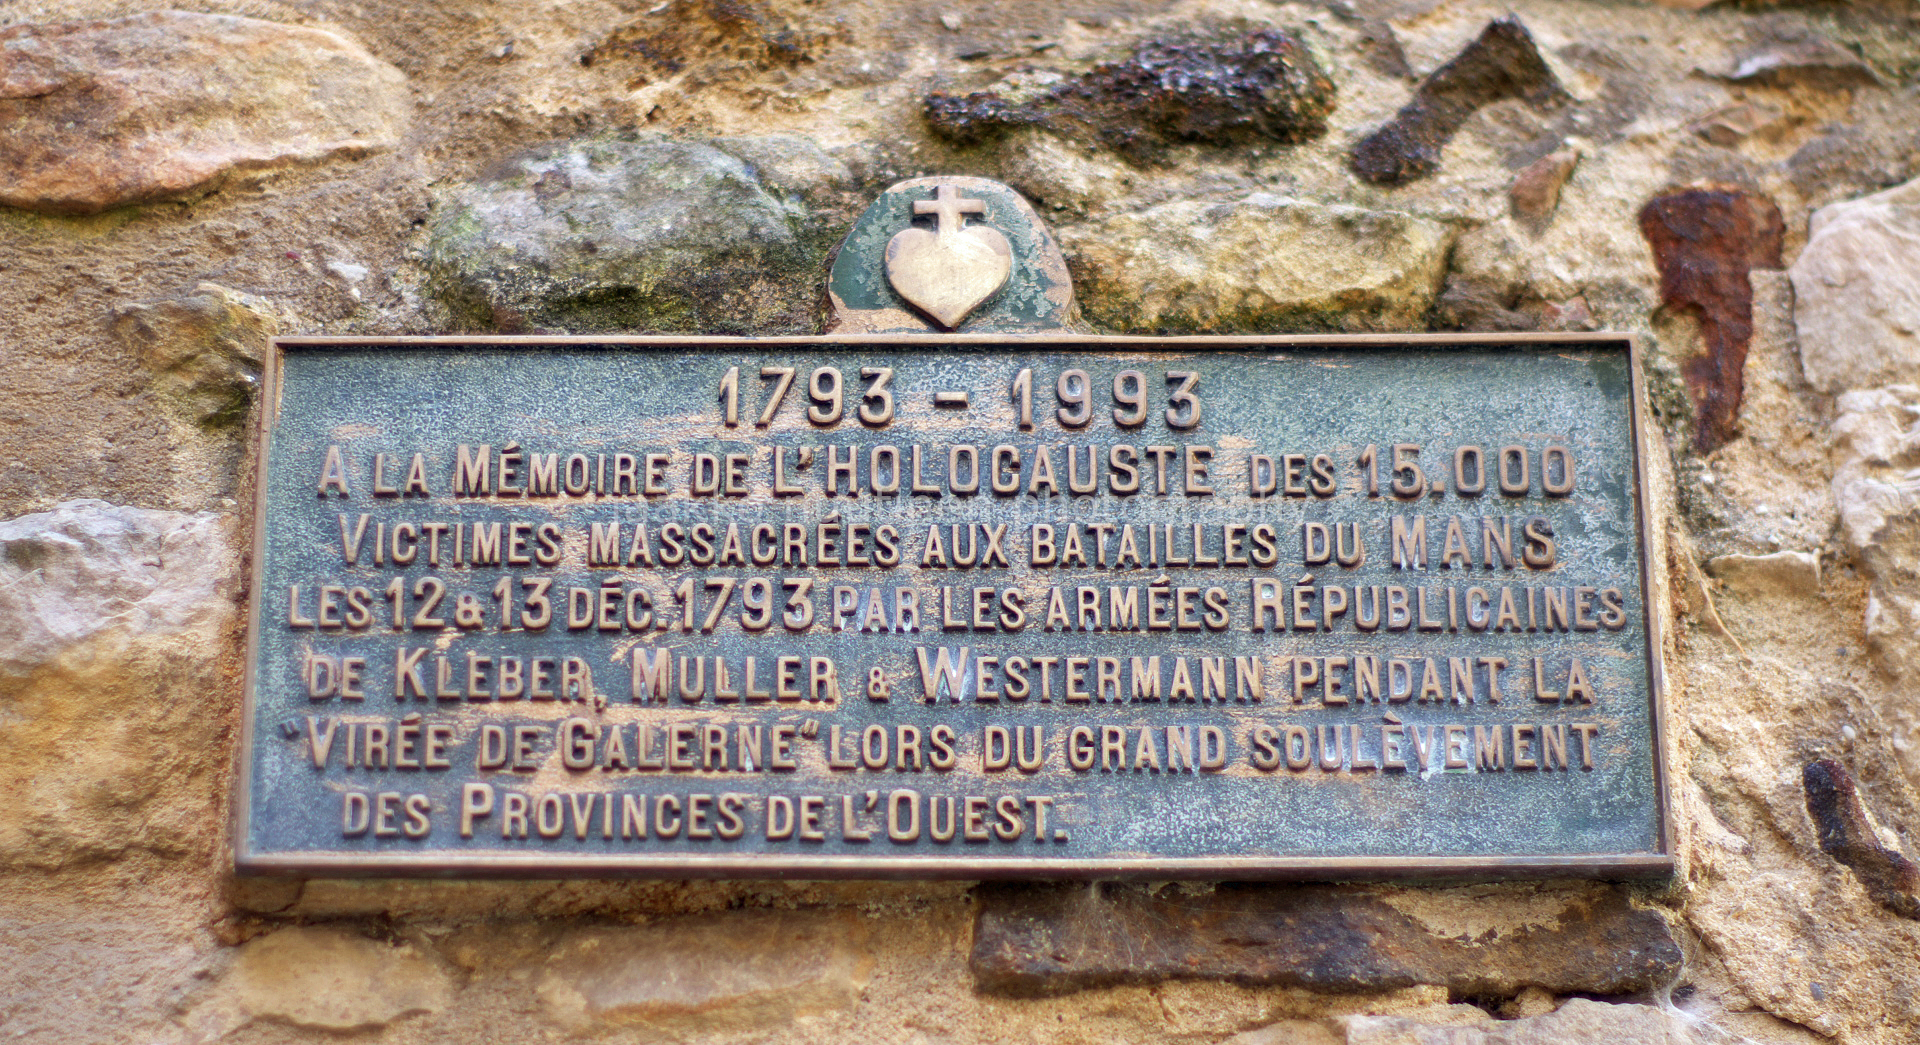 1793 - 1993
A LA MÉMOIRE DE L'HOLOCAUSTE DES 15.000
VICTIMES MASSACRÉES AUX BATAILLES DU MANS
LES 12 & 13 DÉC. 1793 PAR LES ARMÉES RÉPUBLICAINES
DE KLEBER, MULLER & WESTERMANN PENDANT LA
"VIRÉE DE GALERNE" LORS DU GRAND SOULÈVEMENT
DES PROVINCES DE L'OUEST.